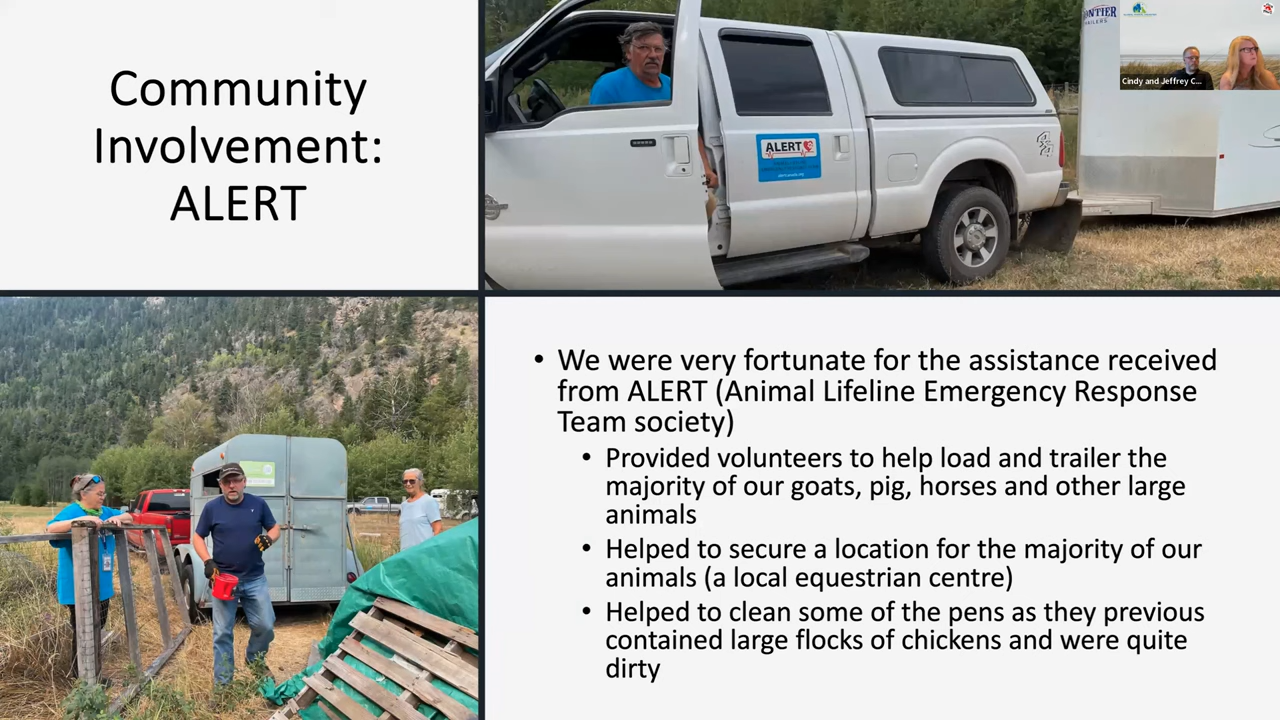 Community
Involvement:
ALERT
ALERT
FRONTIER
TRAILERS
Cindy and Jeffrey C...
• We were very fortunate for the assistance received
from ALERT (Animal Lifeline Emergency Response
Team society)
• Provided volunteers to help load and trailer the
majority of our goats, pig, horses and other large
animals
• Helped to secure a location for the majority of our
animals (a local equestrian centre)
• Helped to clean some of the pens as they previous
contained large flocks of chickens and were quite
dirty